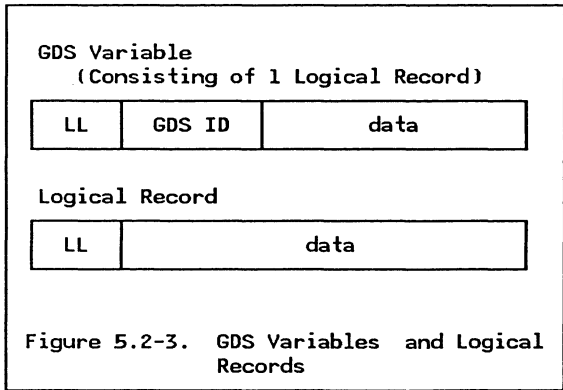 GDS Variable
(Consisting of 1 Logical Record)
LL GDS ID data
Logical Record
LL data
Figure 5.2-3. GDS Variables and Logical
Records